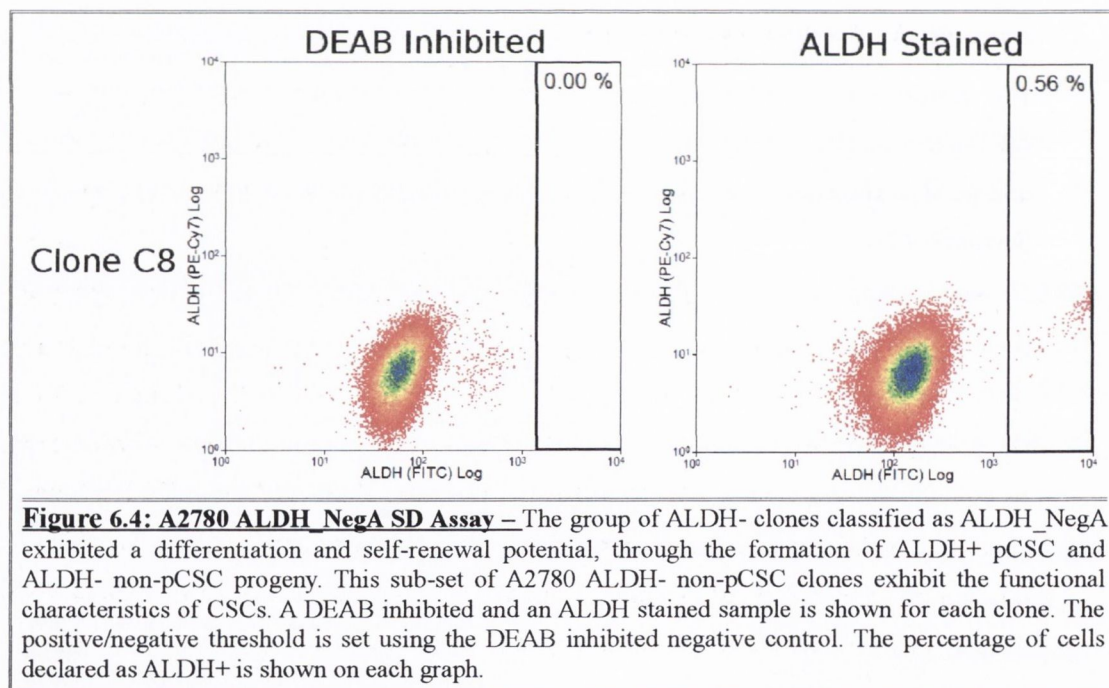 DEAB Inhibited
ALDH Stained
Clone C8
ALDH (PE-Cy7) Log
10⁴
10³
10²
10¹
10⁰
0.00 %
10⁰ 10¹ 10² 10³ 10⁴
ALDH (FITC) Log
ALDH (PE-Cy7) Log
10⁴
10³
10²
10¹
10⁰
0.56 %
10⁰ 10¹ 10² 10³ 10⁴
ALDH (FITC) Log
Figure 6.4: A2780 ALDH_NegA SD Assay – The group of ALDH- clones classified as ALDH_NegA
exhibited a differentiation and self-renewal potential, through the formation of ALDH+ pCSC and
ALDH- non-pCSC progeny. This sub-set of A2780 ALDH- non-pCSC clones exhibit the functional
characteristics of CSCs. A DEAB inhibited and an ALDH stained sample is shown for each clone. The
positive/negative threshold is set using the DEAB inhibited negative control. The percentage of cells
declared as ALDH+ is shown on each graph.